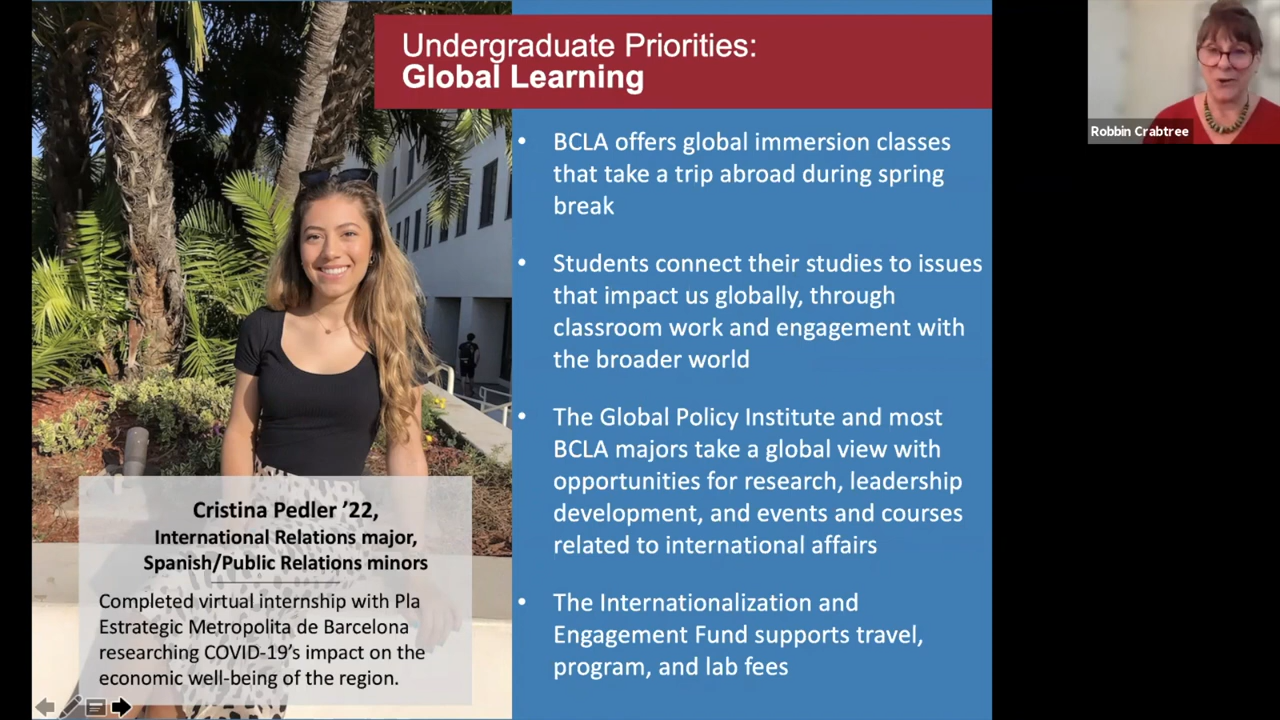 Undergraduate Priorities:
Global Learning
• BCLA offers global immersion classes
that take a trip abroad during spring
break
• Students connect their studies to issues
that impact us globally, through
classroom work and engagement with
the broader world
• The Global Policy Institute and most
BCLA majors take a global view with
opportunities for research, leadership
development, and events and courses
related to international affairs
• The Internationalization and
Engagement Fund supports travel,
program, and lab fees
Cristina Pedler ’22,
International Relations major,
Spanish/Public Relations minors
Completed virtual internship with Pla
Estrategic Metropolita de Barcelona
researching COVID-19’s impact on the
economic well-being of the region.
Robbin Crabtree